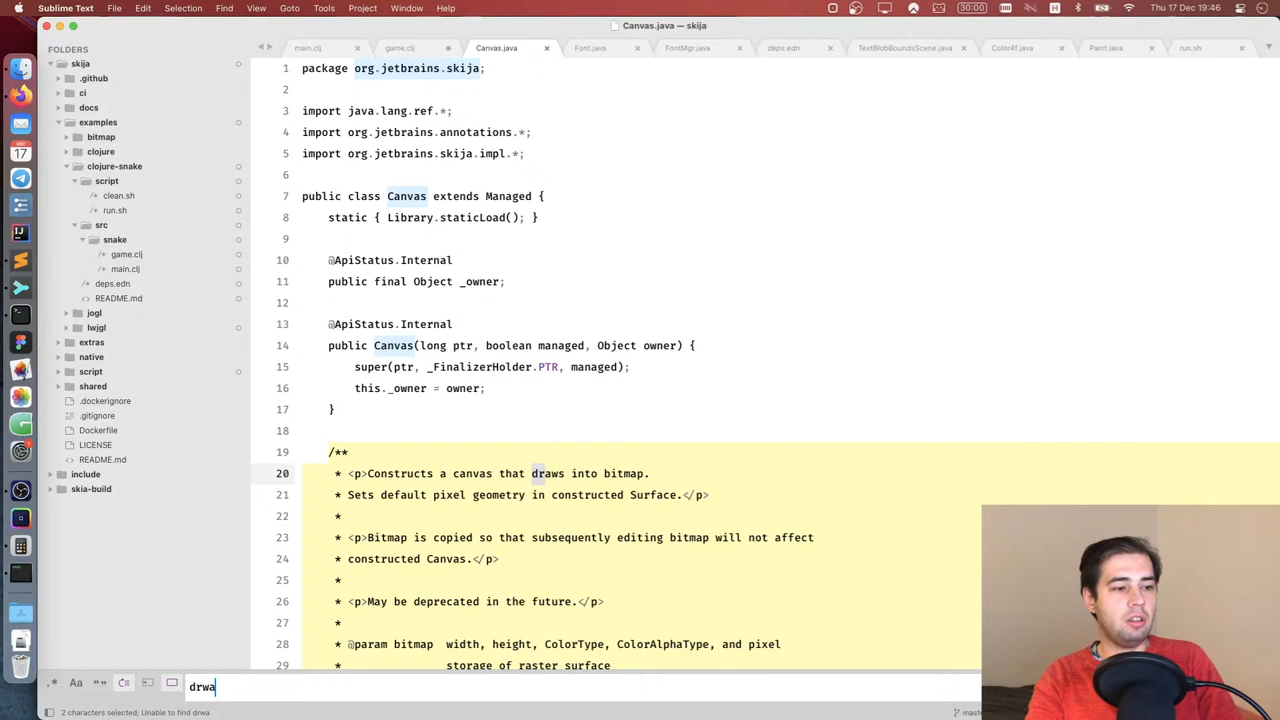 Sublime Text File Edit Selection Find View Goto Tools Project Window Help
Thu 17 Dec 19:46
Canvas.java — skija
main.clj
game.clj
Canvas.java
Font.java
FontMgr.java
deps.edn
TextBlobBoundsScene.java
Color4f.java
Paint.java
run.sh
FOLDERS
skija
.github
ci
docs
examples
bitmap
clojure
clojure-snake
script
/* clean.sh
/* run.sh
src
snake
/* game.clj
/* main.clj
/* deps.edn
<> README.md
jogl
lwjgl
extras
native
script
shared
.dockerignore
.gitignore
Dockerfile
LICENSE
README.md
include
skia-build
DEC
17
1 package org.jetbrains.skija;
2
3 import java.lang.ref.*;
4 import org.jetbrains.annotations.*;
5 import org.jetbrains.skija.impl.*;
6
7 public class Canvas extends Managed {
8 static { Library.staticLoad(); }
9
10 @ApiStatus.Internal
11 public final Object _owner;
12
13 @ApiStatus.Internal
14 public Canvas(long ptr, boolean managed, Object owner) {
15 super(ptr, _FinalizerHolder.PTR, managed);
16 this._owner = owner;
17 }
18
19 /**
20 * <p>Constructs a canvas that draws into bitmap.
21 * Sets default pixel geometry in constructed Surface.</p>
22 *
23 * <p>Bitmap is copied so that subsequently editing bitmap will not affect
24 * constructed Canvas.</p>
25 *
26 * <p>May be deprecated in the future.</p>
27 *
28 * @param bitmap width, height, ColorType, ColorAlphaType, and pixel
29 * storage of raster surface
.* Aa “” drwa
2 characters selected; Unable to find drwa